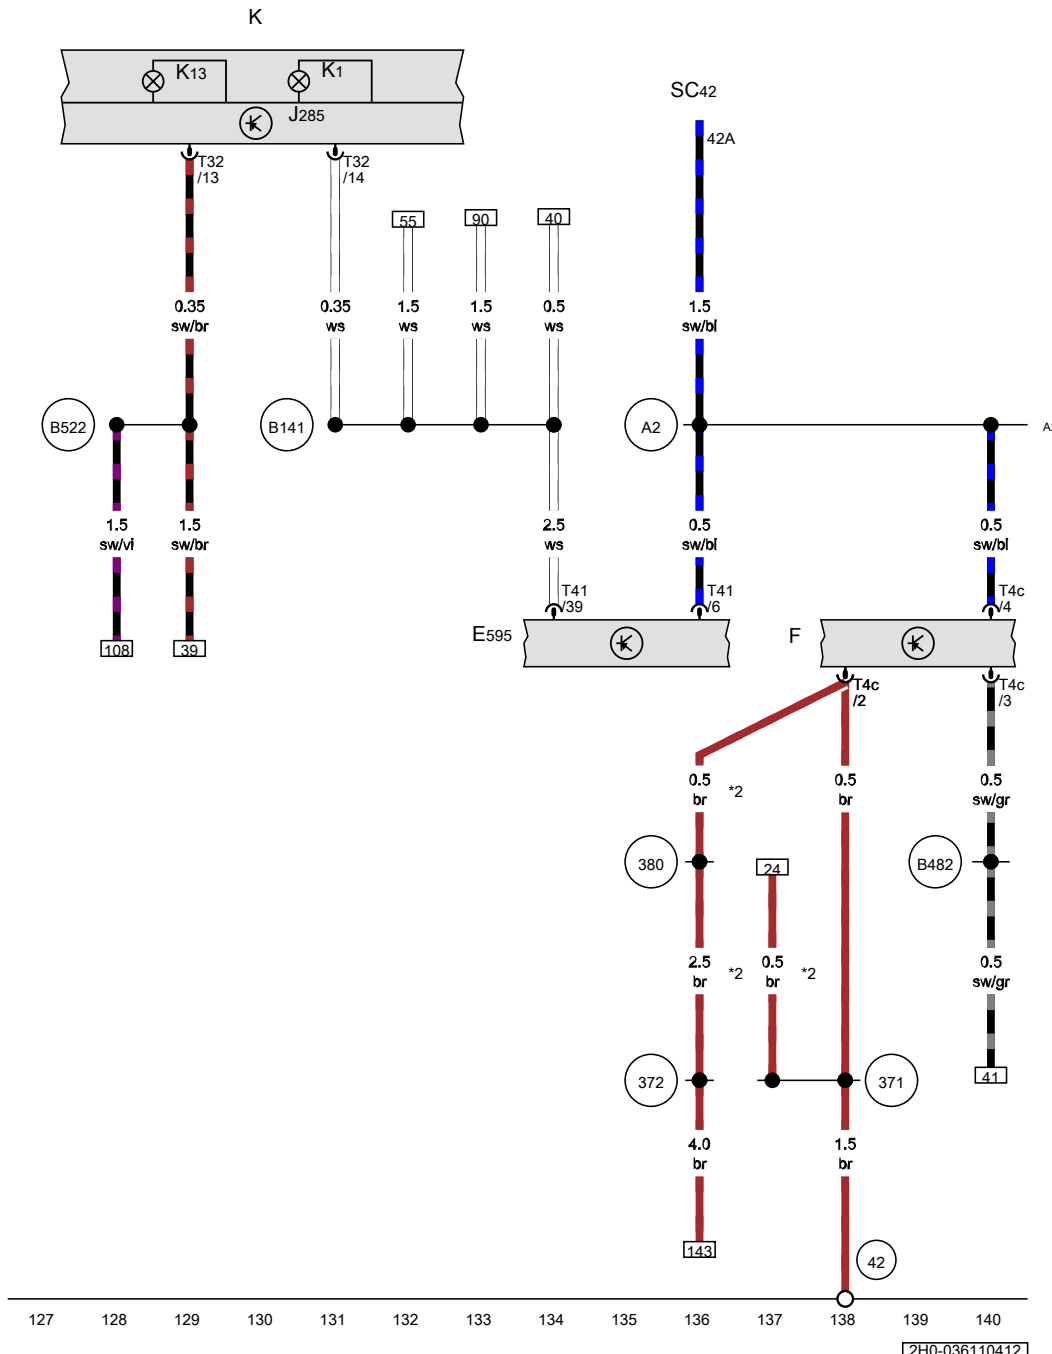 K
K13
K1
J285
SC42
42A
T32
/13
T32
/14
55
90
40
0.35
sw/br
0.35
ws
1.5
ws
1.5
ws
0.5
ws
1.5
sw/bl
B522
B141
A2
1.5
sw/vi
1.5
sw/br
2.5
ws
0.5
sw/bl
0.5
sw/bl
T41
/39
T41
/6
T4c
/4
108
39
E595
F
T4c
/2
T4c
/3
0.5
br
*2
0.5
br
0.5
sw/gr
380
24
B482
2.5
br
*2
0.5
br
*2
0.5
sw/gr
372
371
41
4.0
br
1.5
br
143
42
127 128 129 130 131 132 133 134 135 136 137 138 139 140
2H0-036110412